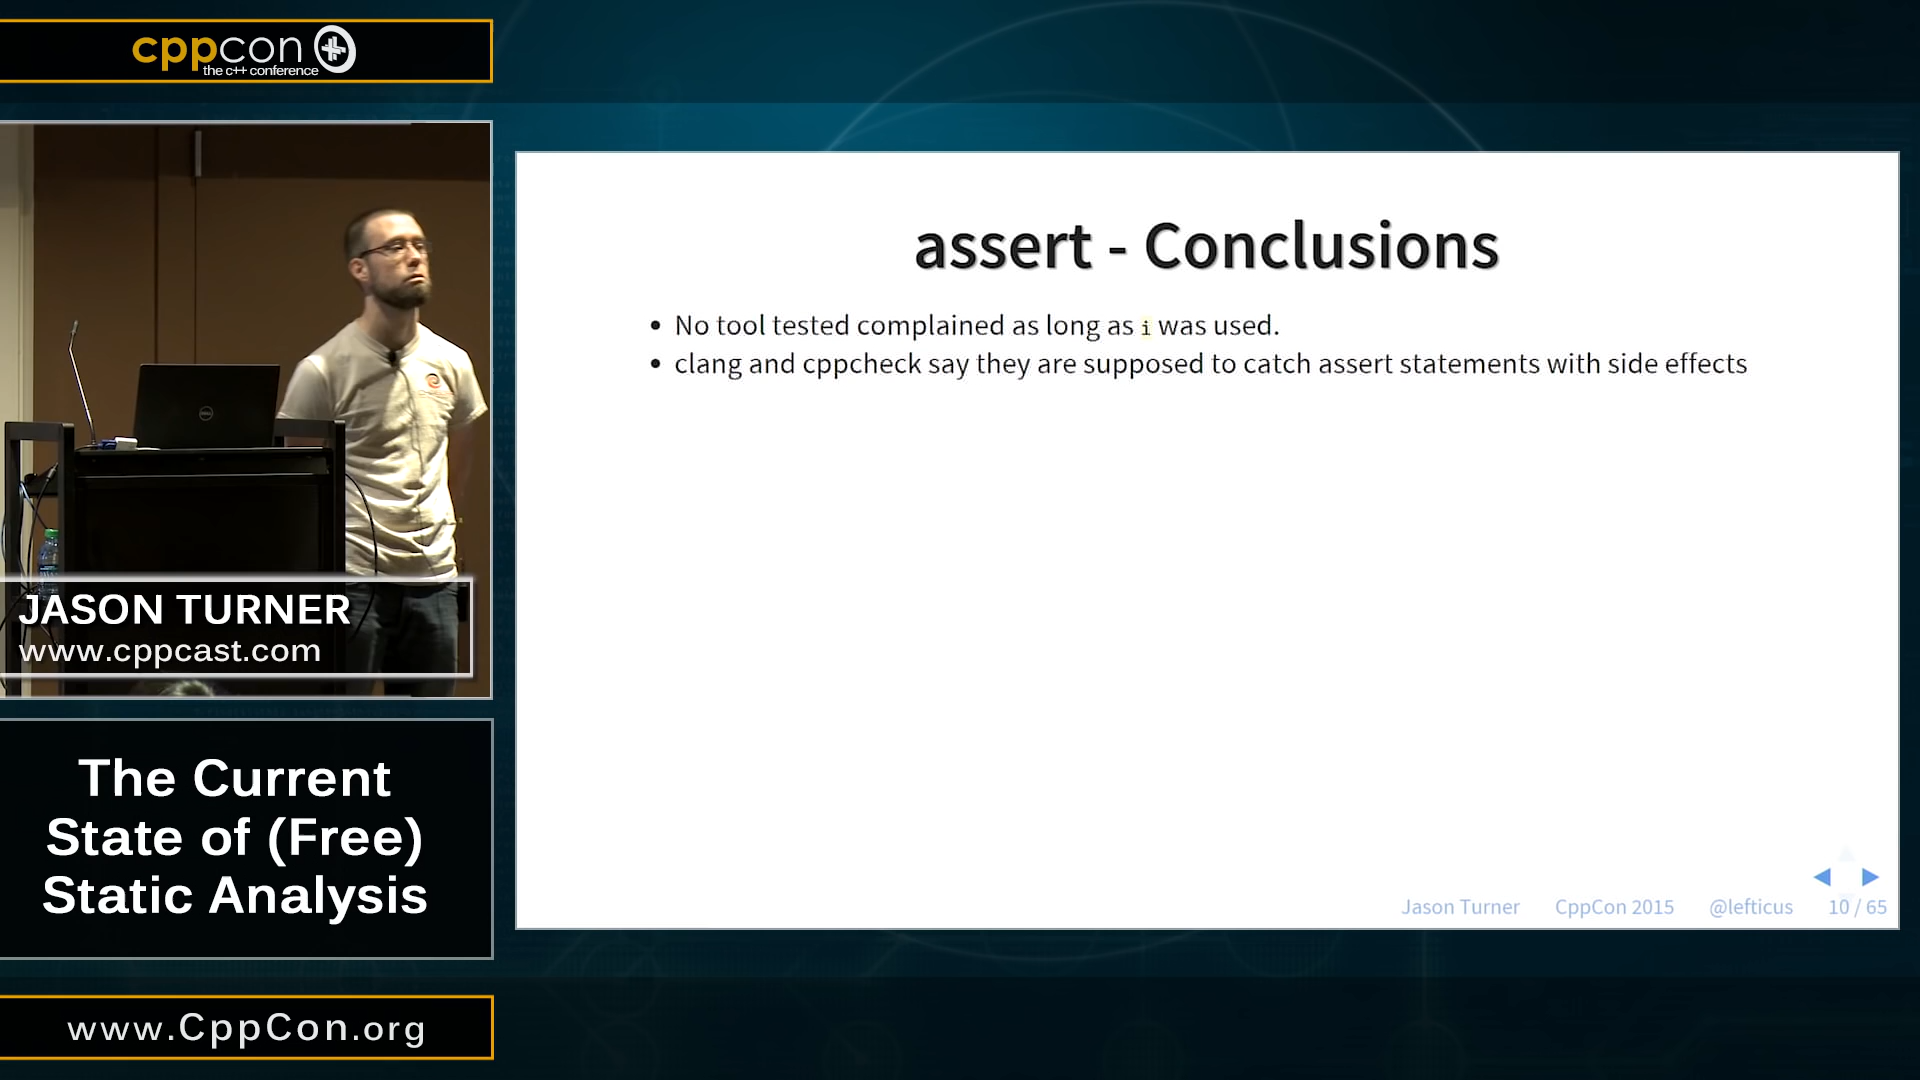 cppcon
the c++ conference
assert - Conclusions
• No tool tested complained as long as i was used.
• clang and cppcheck say they are supposed to catch assert statements with side effects
JASON TURNER
www.cppcast.com
The Current
State of (Free)
Static Analysis
Jason Turner CppCon 2015 @lefticus 10 / 65
www.CppCon.org